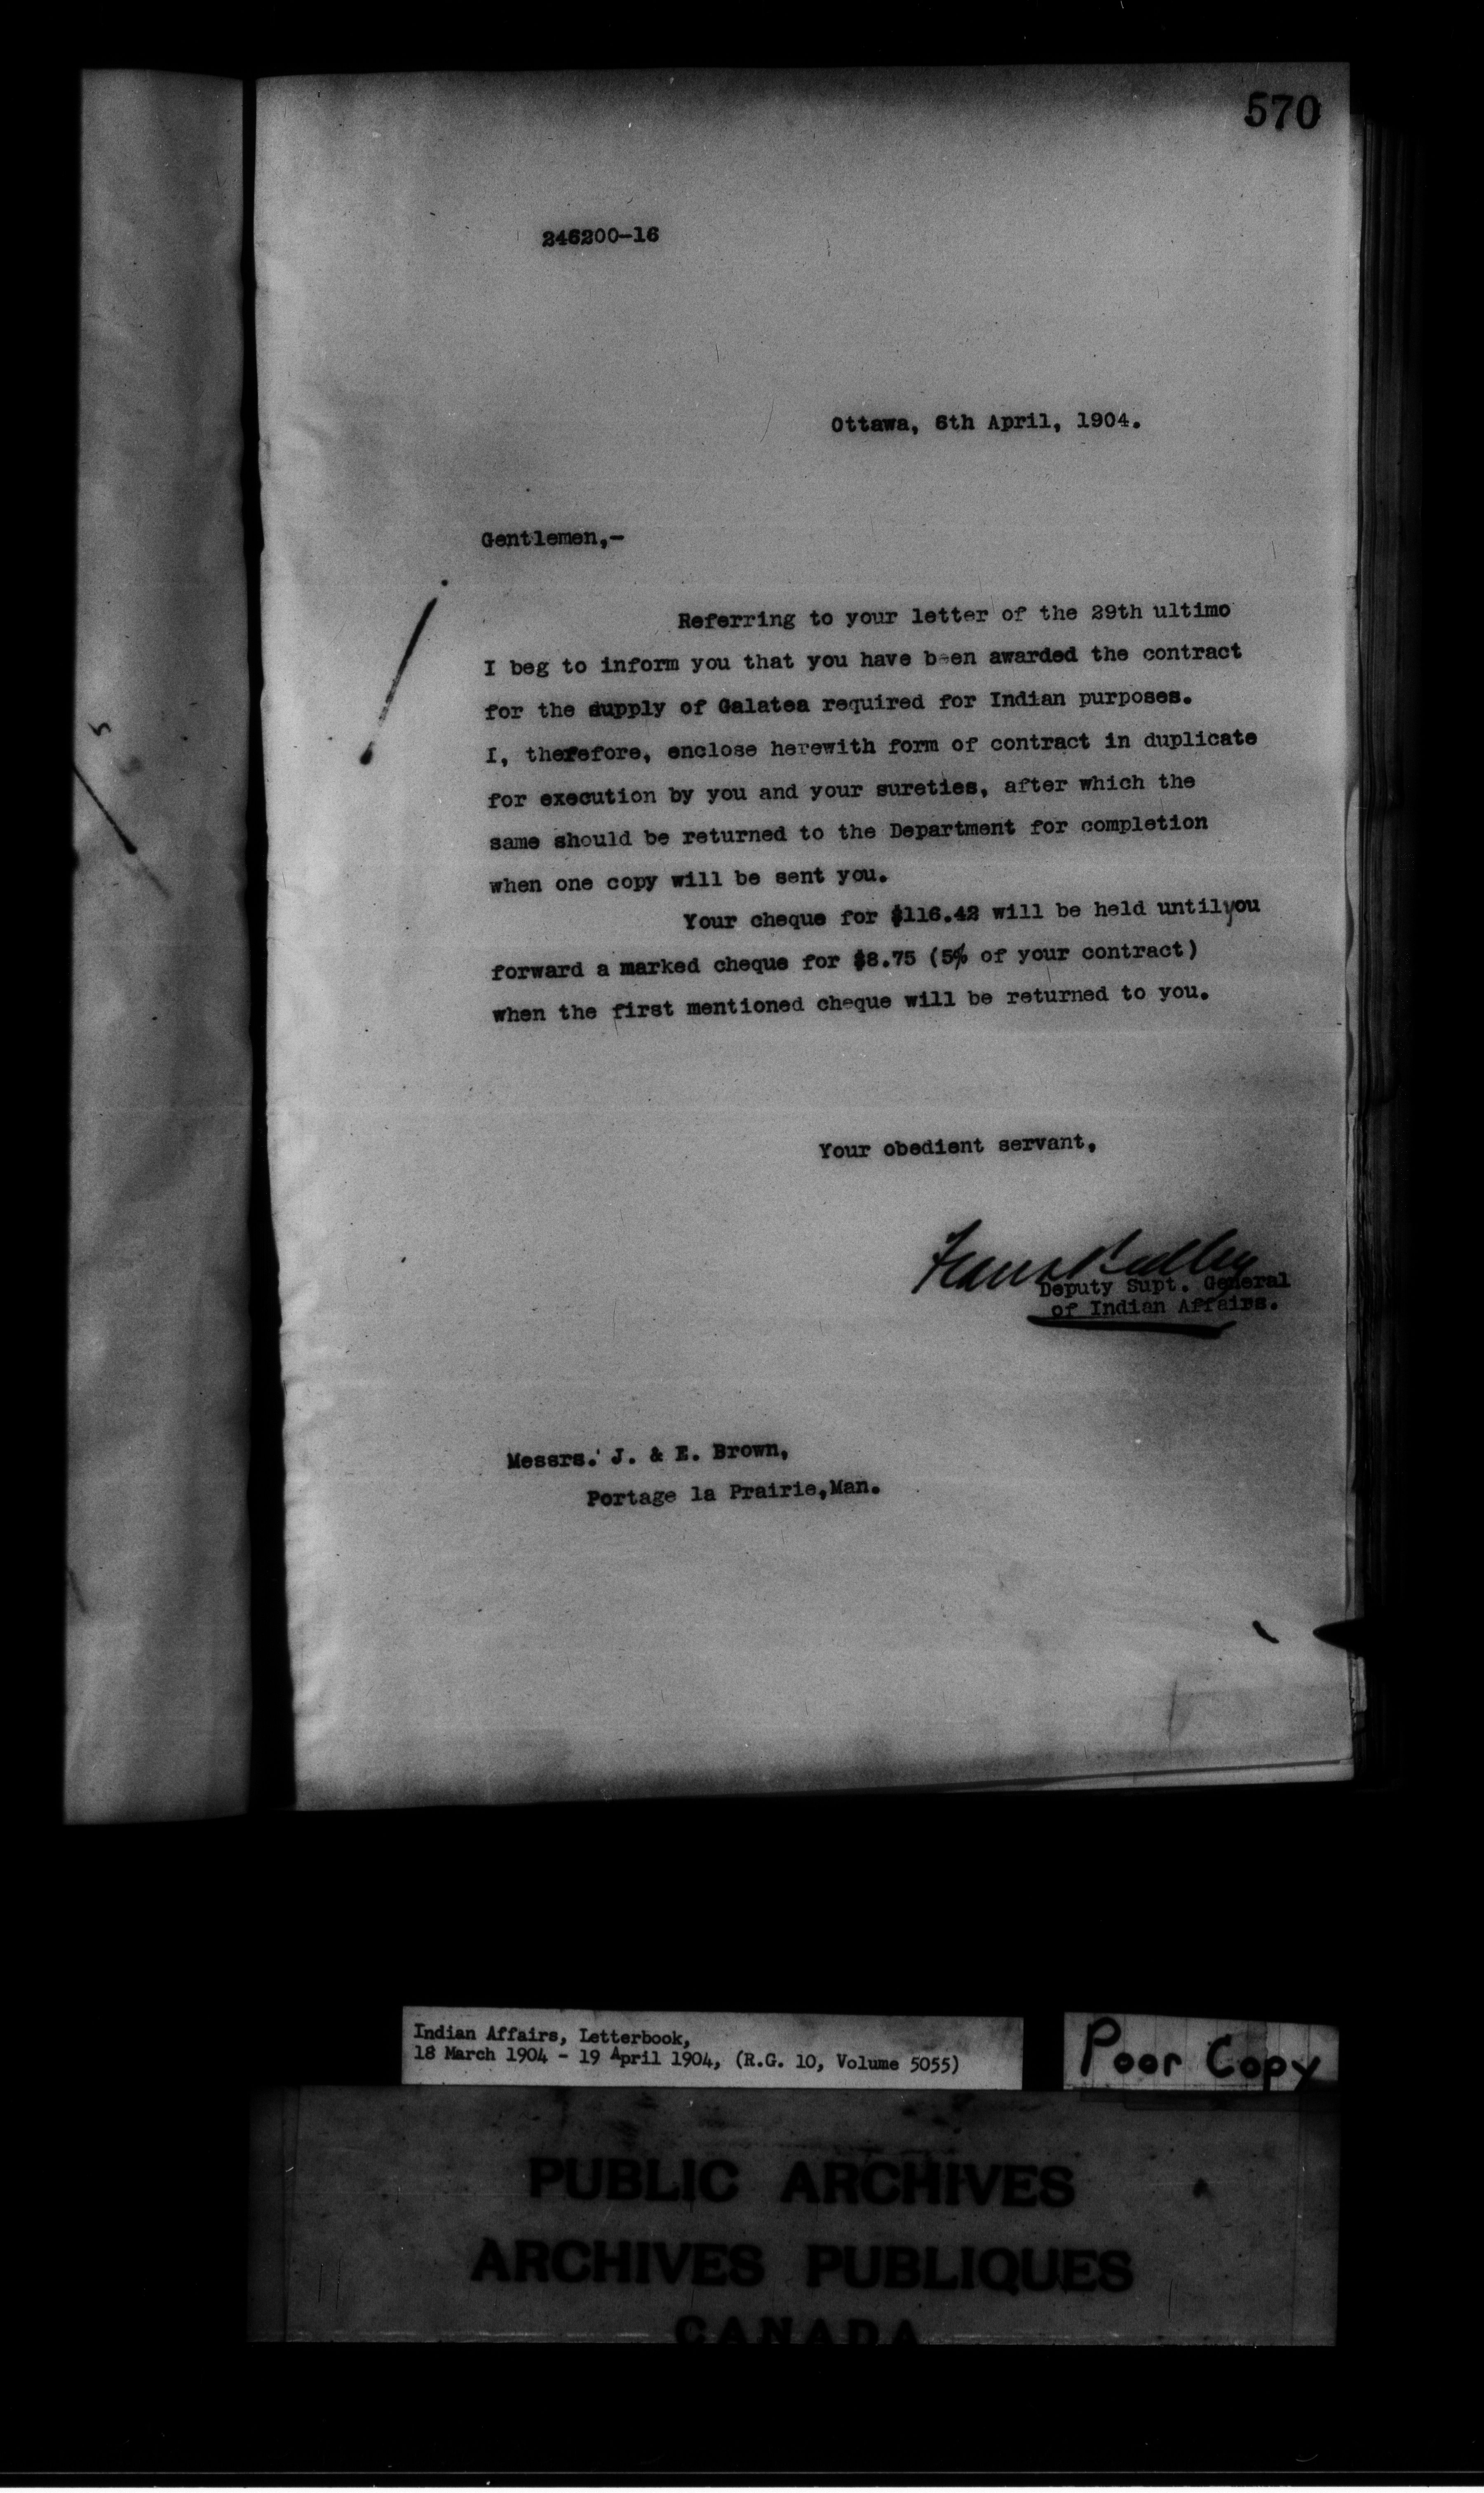 570
246200-16
Ottawa, 6th April, 1904.
Gentlemen,-
Referring to your letter of the 29th ultimo
I beg to inform you that you have been awarded the contract
for the supply of Galatea required for Indian purposes.
I, therefore, enclose herewith form of contract in duplicate
for execution by you and your sureties, after which the
same should be returned to the Department for completion
when one copy will be sent you.
Your cheque for $116.42 will be held untilyou
forward a marked cheque for $8.75 (5% of your contract)
when the first mentioned cheque will be returned to you.
Your obedient servant,
Deputy Supt. General
of Indian Affairs.
Messrs. J. & E. Brown,
Portage la Prairie,Man.
Indian Affairs, Letterbook,
18 March 1904 - 19 April 1904, (R.G. 10, Volume 5055)
Poor Copy
PUBLIC ARCHIVES
ARCHIVES PUBLIQUES
CANADA